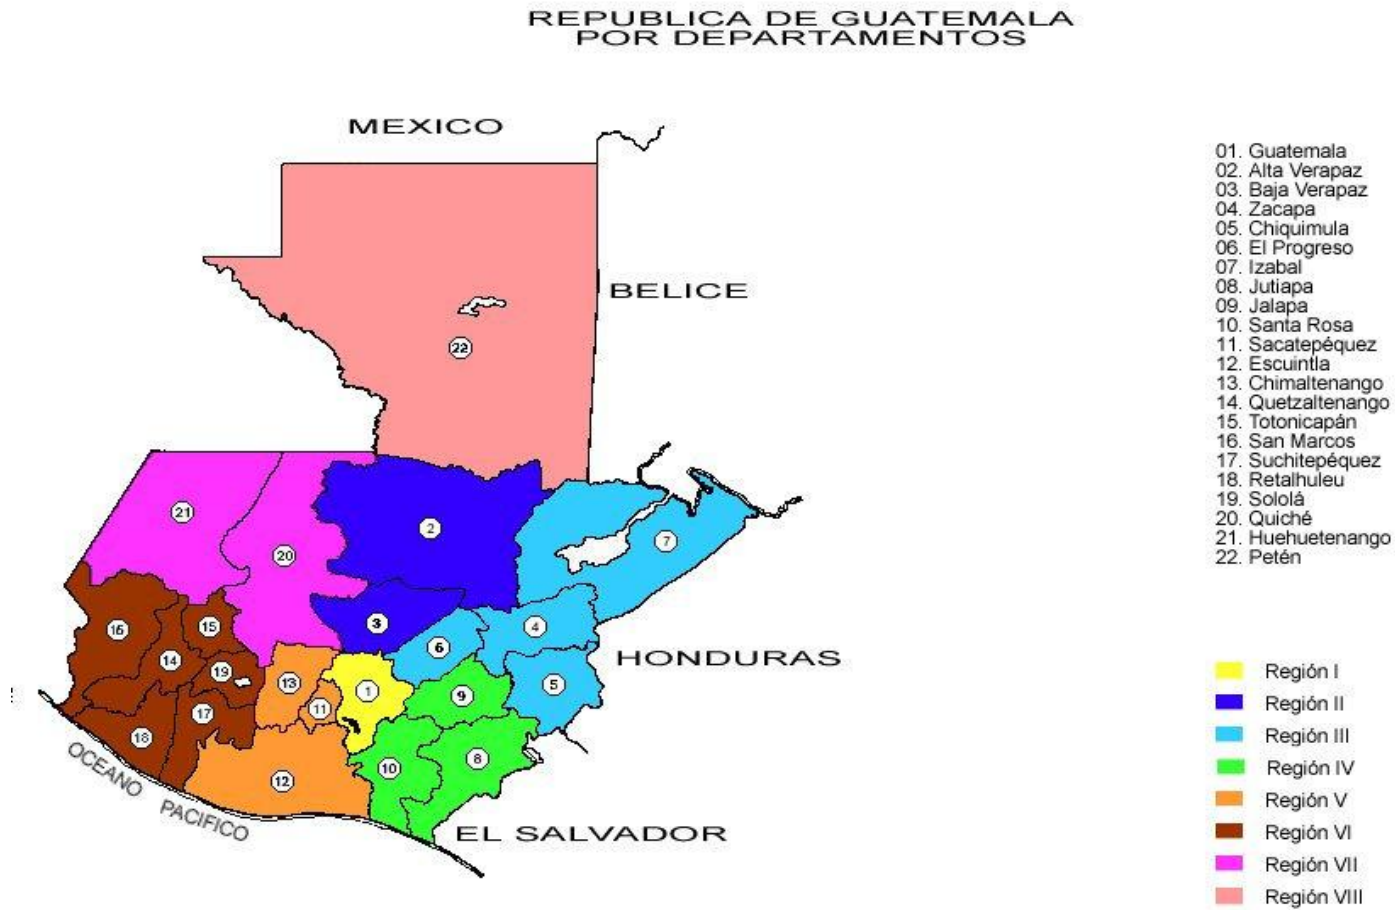 REPUBLICA DE GUATEMALA
POR DEPARTAMENTOS
MEXICO
BELICE
HONDURAS
EL SALVADOR
OCEANO PACIFICO
22
21
20
2
7
3
16
15
14
19
6
4
5
13
11
1
9
17
18
12
10
8
01. Guatemala
02. Alta Verapaz
03. Baja Verapaz
04. Zacapa
05. Chiquimula
06. El Progreso
07. Izabal
08. Jutiapa
09. Jalapa
10. Santa Rosa
11. Sacatepéquez
12. Escuintla
13. Chimaltenango
14. Quetzaltenango
15. Totonicapán
16. San Marcos
17. Suchitepéquez
18. Retalhuleu
19. Sololá
20. Quiché
21. Huehuetenango
22. Petén
Región I
Región II
Región III
Región IV
Región V
Región VI
Región VII
Región VIII